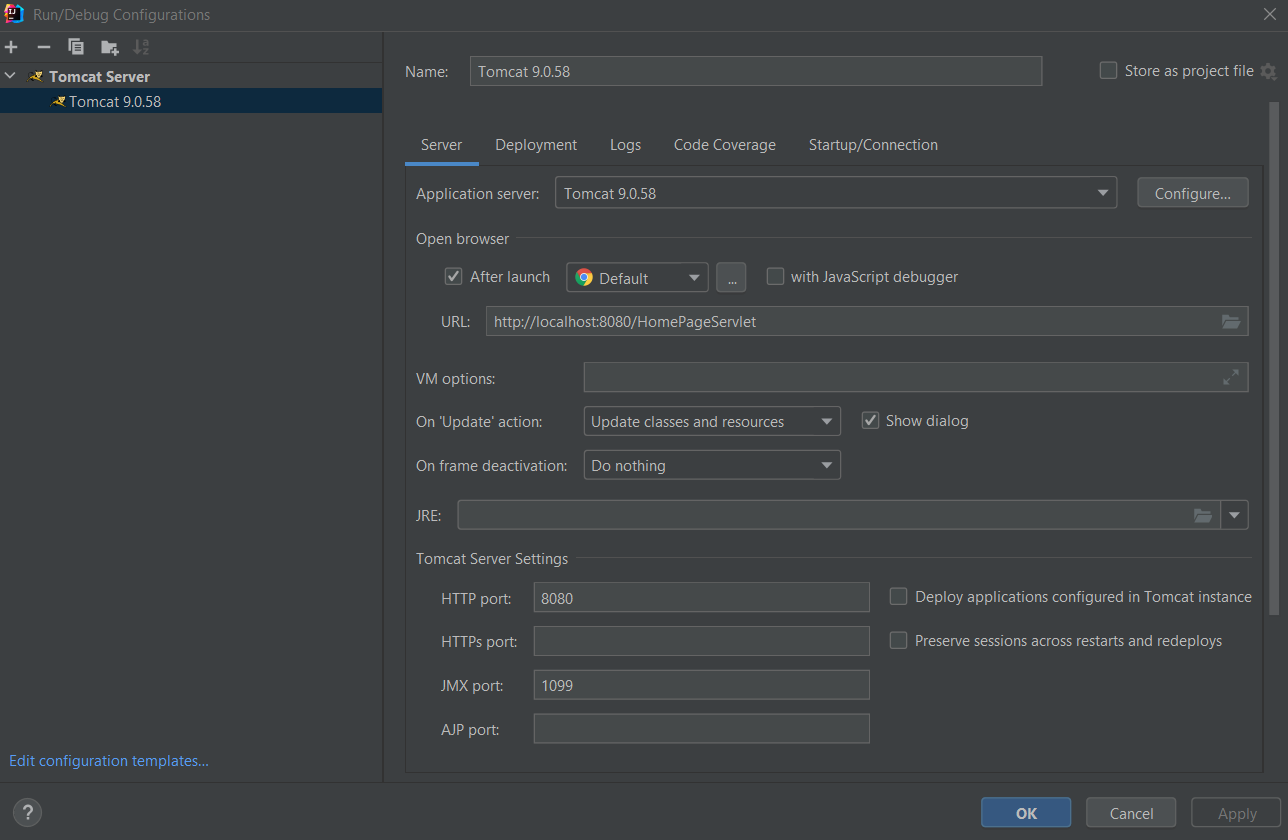 Run/Debug Configurations
Tomcat Server
Tomcat 9.0.58
Edit configuration templates...
Name: Tomcat 9.0.58 Store as project file
Server Deployment Logs Code Coverage Startup/Connection
Application server: Tomcat 9.0.58 Configure...
Open browser
After launch Default ... with JavaScript debugger
URL: http://localhost:8080/HomePageServlet
VM options:
On 'Update' action: Update classes and resources Show dialog
On frame deactivation: Do nothing
JRE:
Tomcat Server Settings
HTTP port: 8080 Deploy applications configured in Tomcat instance
HTTPs port: Preserve sessions across restarts and redeploys
JMX port: 1099
AJP port:
? OK Cancel Apply